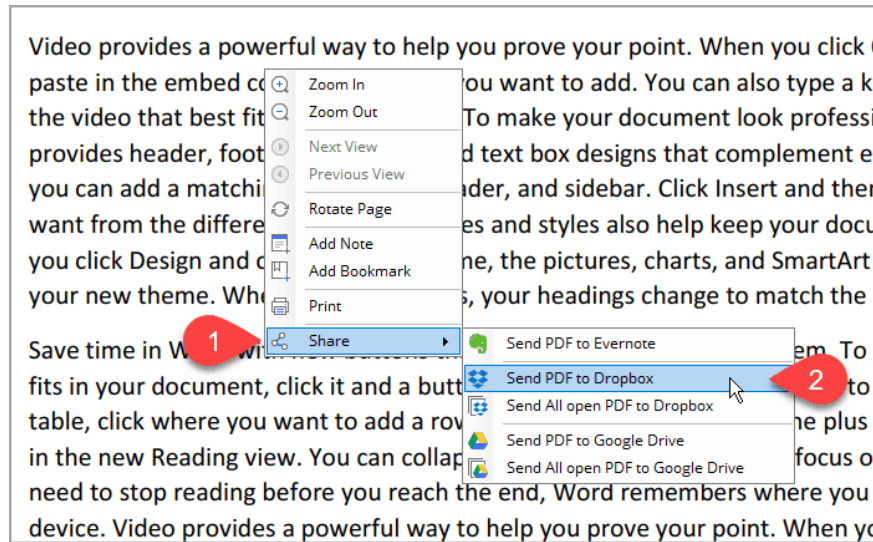 Video provides a powerful way to help you prove your point. When you click
paste in the embed co
ou want to add. You can also type a k
the video that best fit
To make your document look professi
provides header, foot
d text box designs that complement e
you can add a matchi
ader, and sidebar. Click Insert and then
want from the differe
es and styles also help keep your docu
you click Design and c
me, the pictures, charts, and SmartArt
your new theme. Whe
s, your headings change to match the
Zoom In
Zoom Out
Next View
Previous View
Rotate Page
Add Note
Add Bookmark
Print
1
Share
Send PDF to Evernote
Send PDF to Dropbox
2
Send All open PDF to Dropbox
Send PDF to Google Drive
Send All open PDF to Google Drive
Save time in W
em. To
fits in your document, click it and a butt
to
table, click where you want to add a row
e plus
in the new Reading view. You can collap
focus o
need to stop reading before you reach the end, Word remembers where you
device. Video provides a powerful way to help you prove your point. When yo